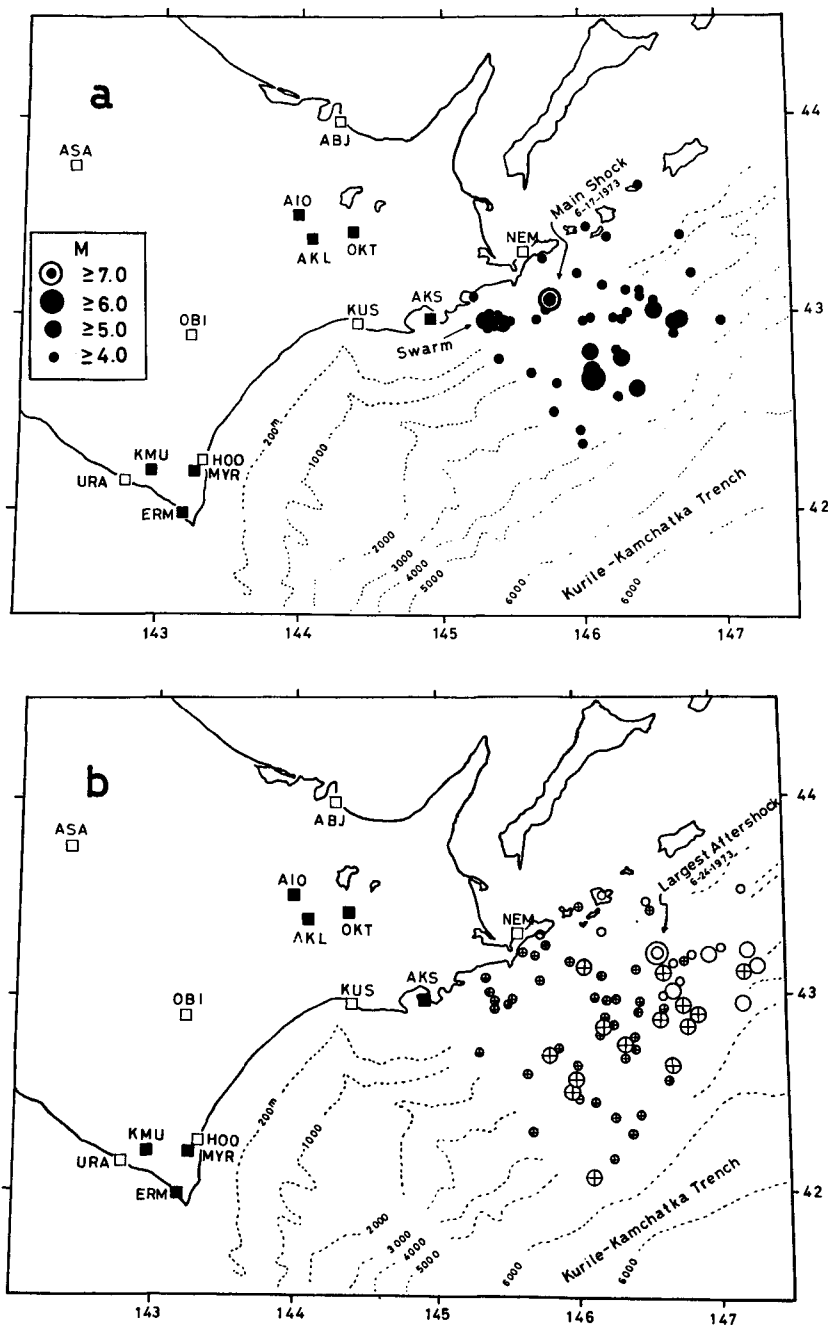 a
44
ABJ
ASA
AIO
AKL
OKT
Main Shock
6-17-1973
NEM
M
≥7.0
≥6.0
≥5.0
≥4.0
43
OBI
KUS
AKS
Swarm
200m
1000
KMU
HOO
MYR
URA
ERM
42
2000
3000
4000
5000
6000
Kurile-Kamchatka Trench
6000
143
144
145
146
147
b
44
ABJ
ASA
Largest Aftershock
6-24-1973
AIO
AKL
OKT
NEM
43
OBI
KUS
AKS
200m
1000
KMU
HOO
MYR
URA
ERM
42
2000
3000
4000
5000
6000
Kurile-Kamchatka Trench
6000
143
144
145
146
147